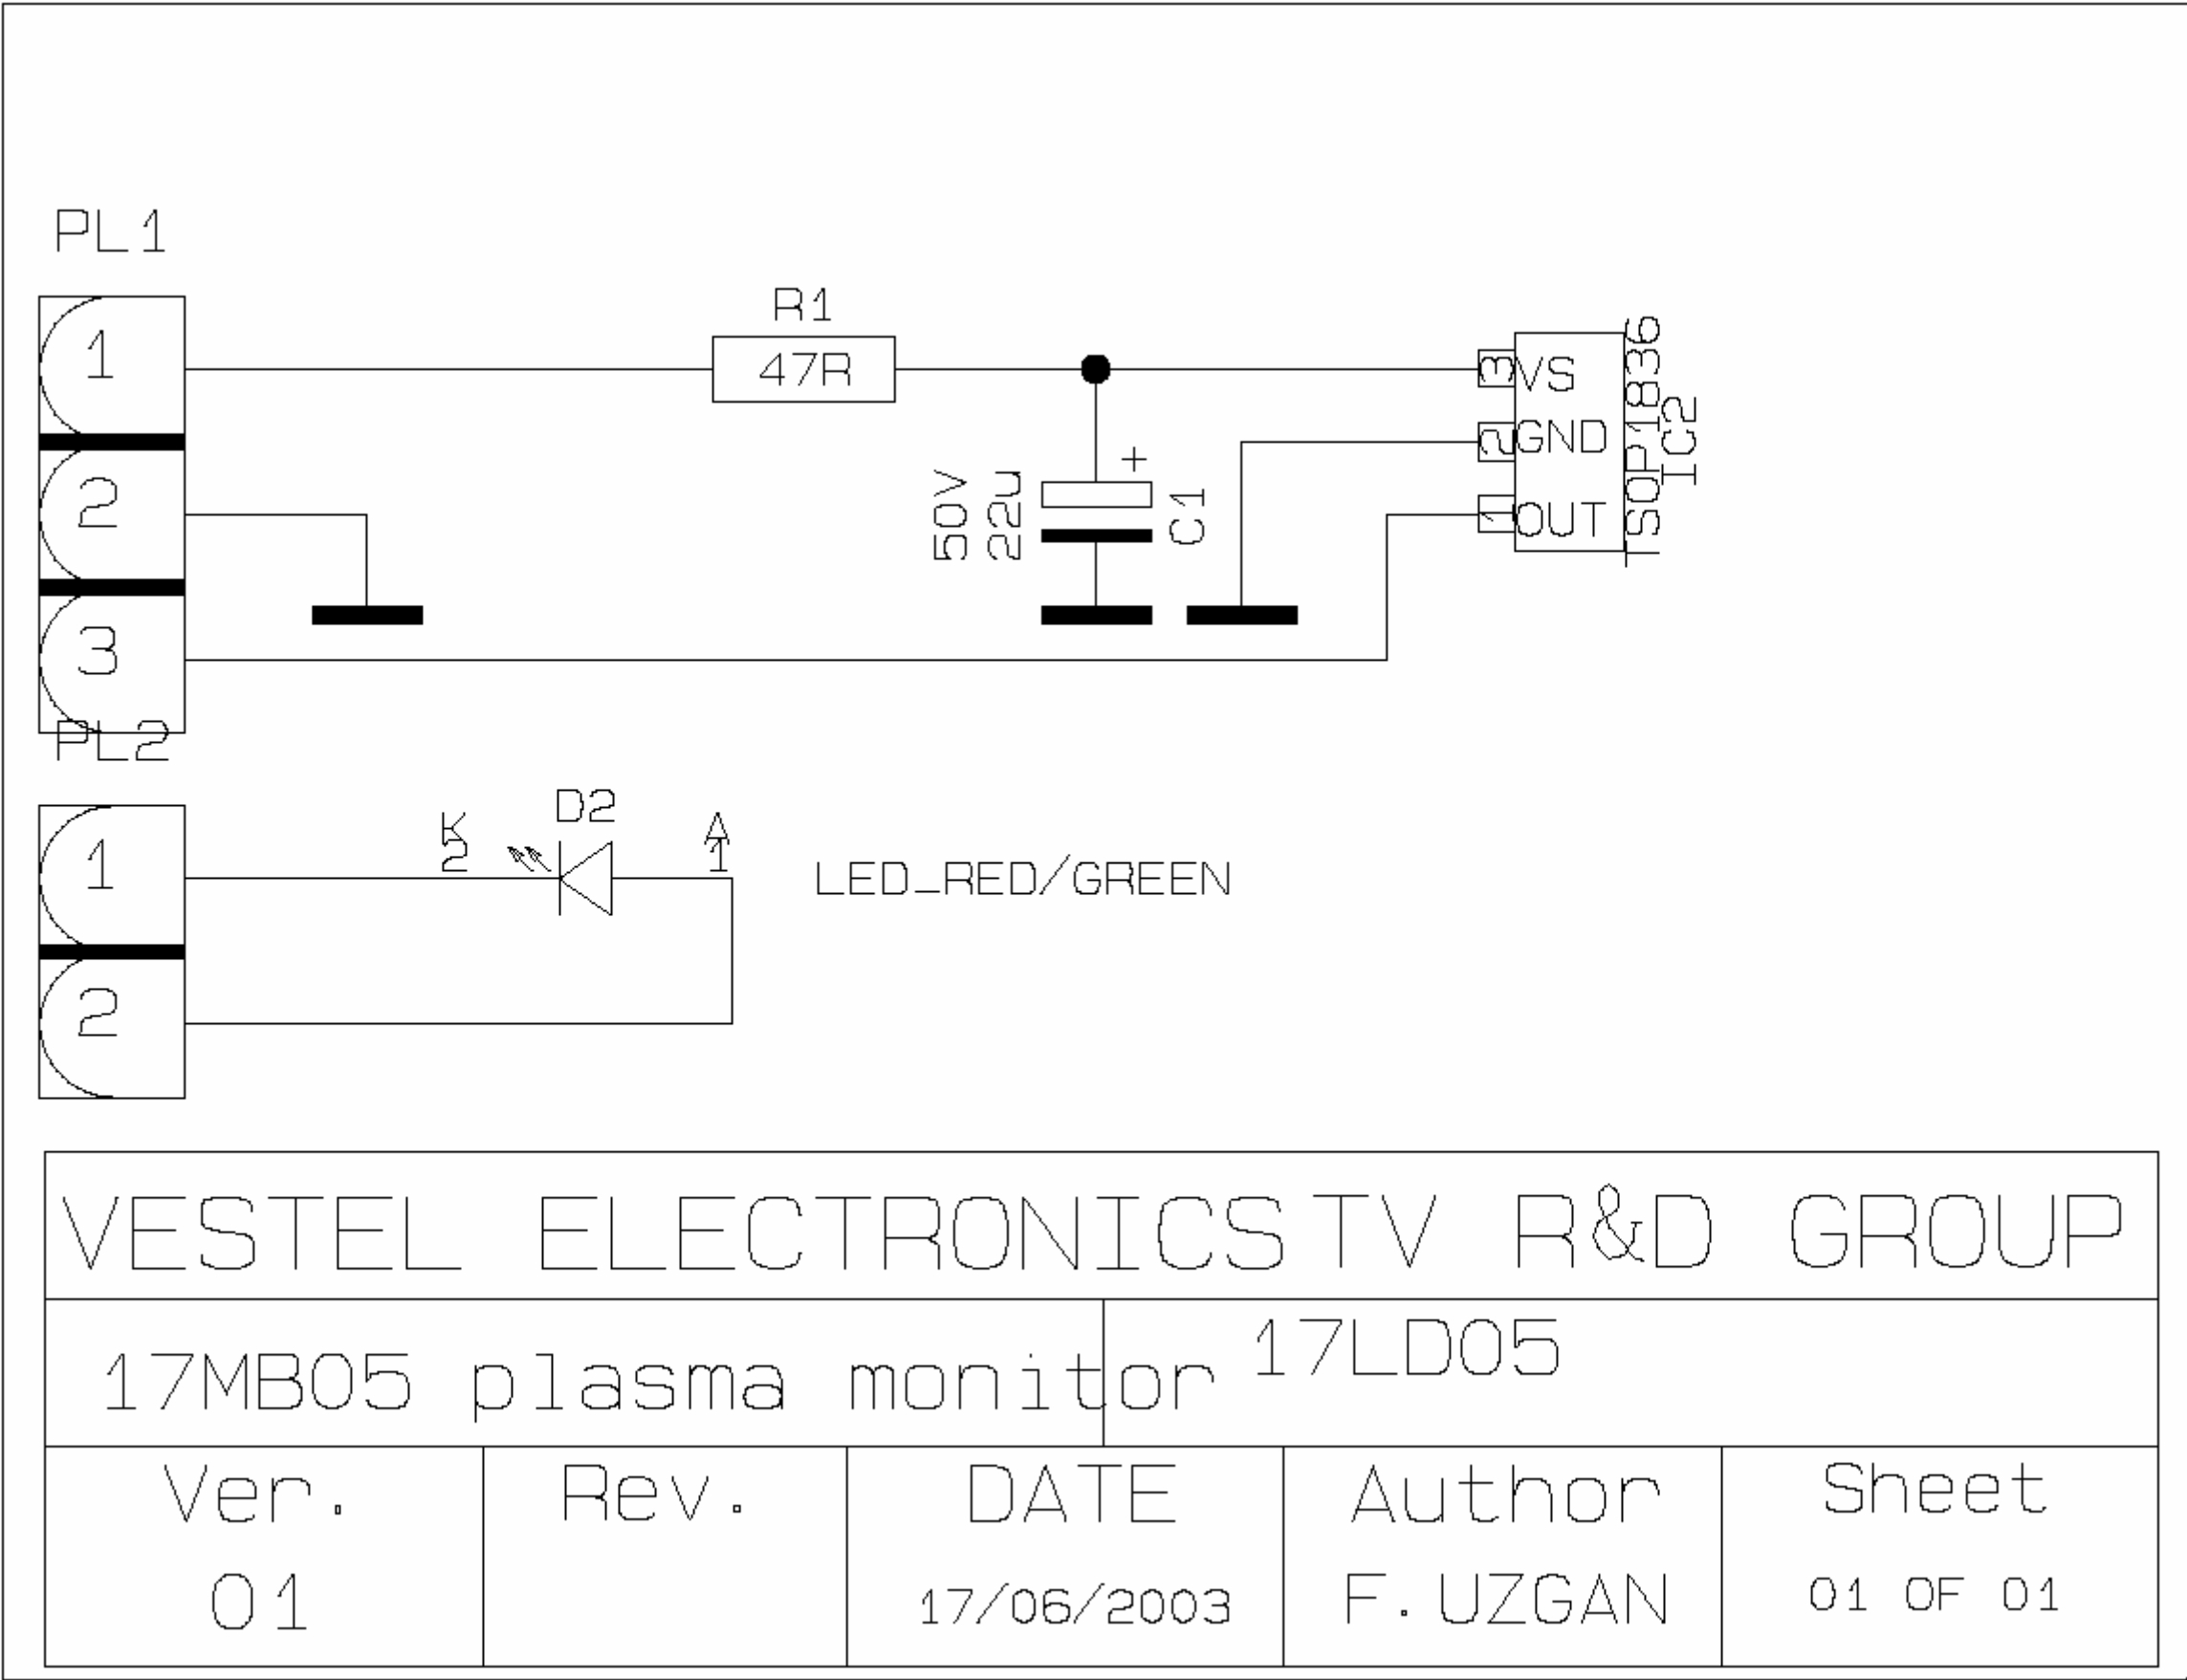 PL1
1
2
3
R1
47R
50V
22u
+
C1
3 VS
2 GND
1 OUT
TSOP1836
IC2
PL2
1
2
K
2
D2
A
1
LED_RED/GREEN
VESTEL ELECTRONICS TV R&D GROUP
17MB05 plasma monitor
17LD05
Ver.
Rev.
DATE
Author
Sheet
01
17/06/2003
F. UZGAN
01 OF 01